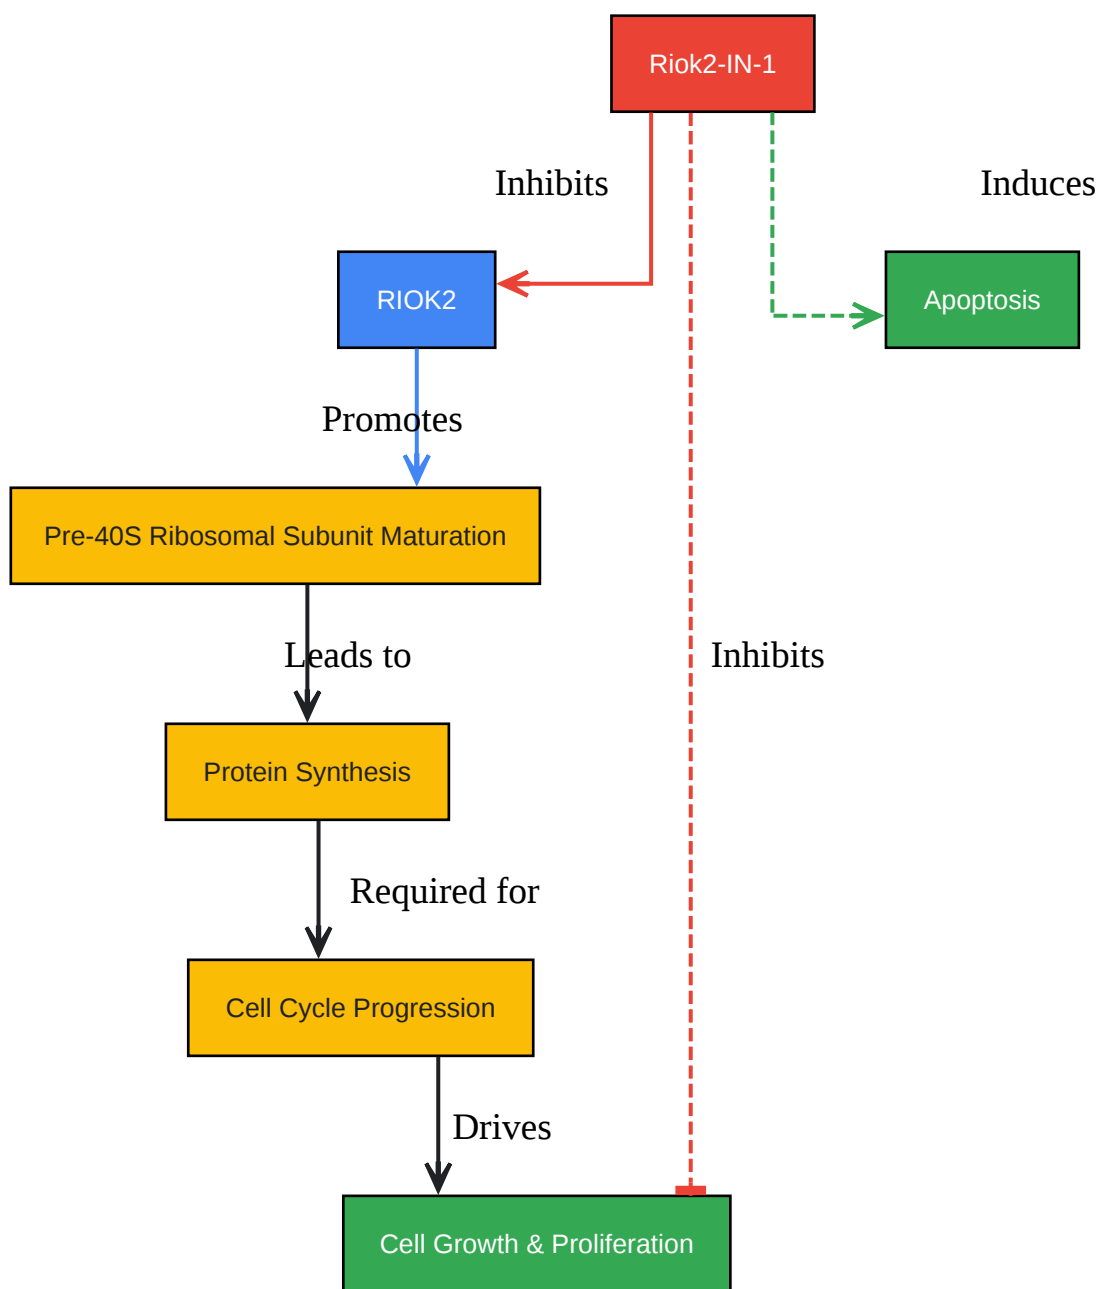 Riok2-IN-1
Inhibits
Induces
RIOK2
Apoptosis
Promotes
Pre-40S Ribosomal Subunit Maturation
Leads to
Inhibits
Protein Synthesis
Required for
Cell Cycle Progression
Drives
Cell Growth & Proliferation